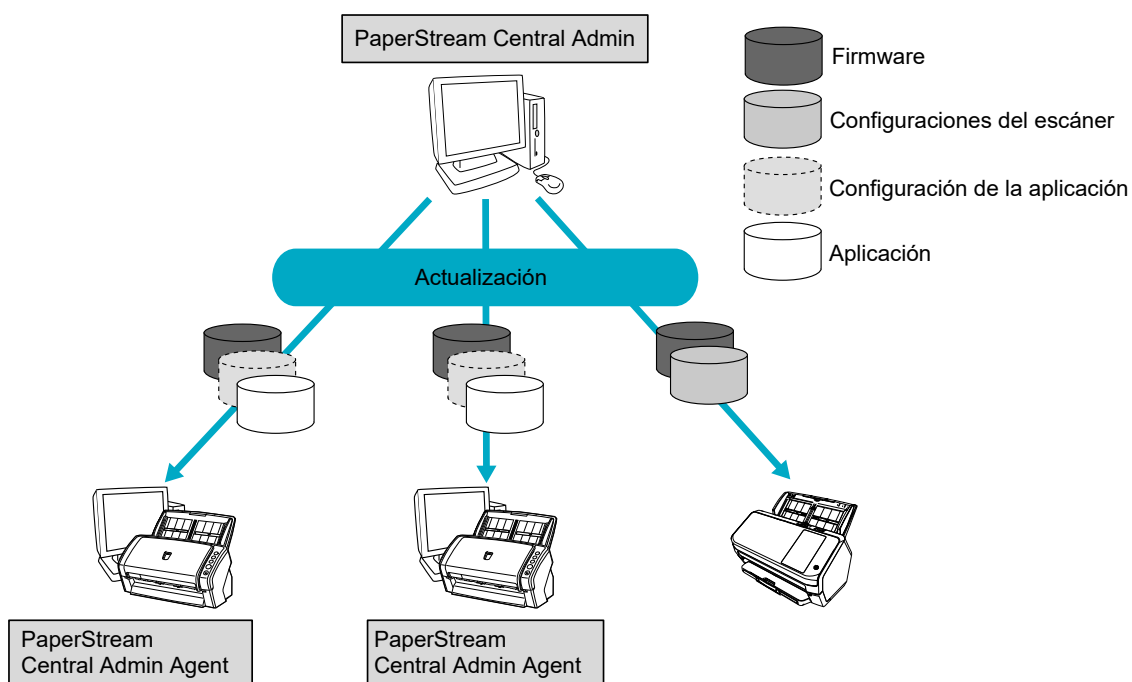 PaperStream Central Admin
Firmware
Configuraciones del escáner
Configuración de la aplicación
Aplicación
Actualización
PaperStream
Central Admin Agent
PaperStream
Central Admin Agent